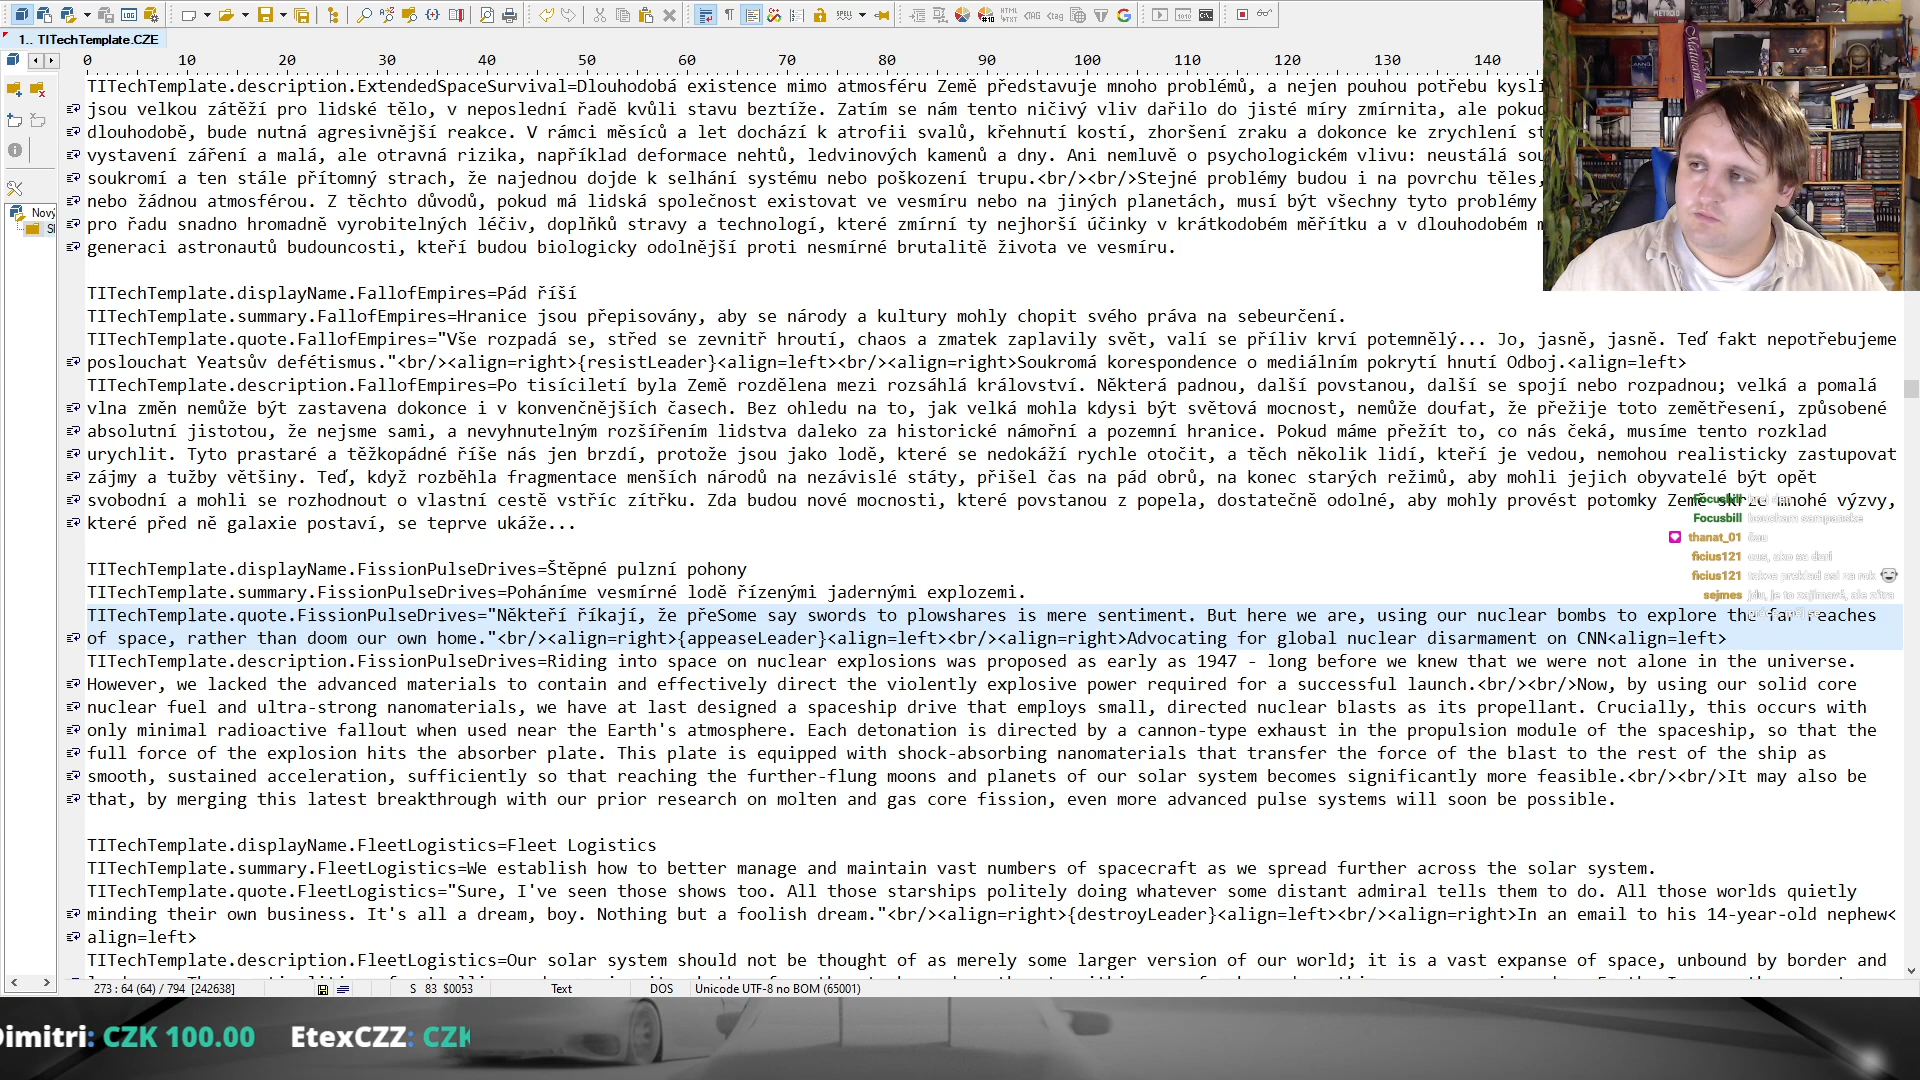 1.. TITechTemplate.CZE
0 10 20 30 40 50 60 70 80 90 100 110 120 130 140
TITechTemplate.description.ExtendedSpaceSurvival=Dlouhodobá existence mimo atmosféru Země představuje mnoho problémů, a nejen pouhou potřebu kyslí
jsou velkou zátěží pro lidské tělo, v neposlední řadě kvůli stavu beztíže. Zatím se nám tento ničivý vliv dařilo do jisté míry zmírnita, ale pokud
dlouhodobě, bude nutná agresivnější reakce. V rámci měsíců a let dochází k atrofii svalů, křehnutí kostí, zhoršení zraku a dokonce ke zrychlení st
vystavení záření a malá, ale otravná rizika, například deformace nehtů, ledvinových kamenů a dny. Ani nemluvě o psychologickém vlivu: neustálá sou
soukromí a ten stále přítomný strach, že najednou dojde k selhání systému nebo poškození trupu.<br/><br/>Stejné problémy budou i na povrchu těles,
nebo žádnou atmosférou. Z těchto důvodů, pokud má lidská společnost existovat ve vesmíru nebo na jiných planetách, musí být všechny tyto problémy
pro řadu snadno hromadně vyrobitelných léčiv, doplňků stravy a technologí, které zmírní ty nejhorší účinky v krátkodobém měřítku a v dlouhodobém m
generaci astronautů budoucnosti, kteří budou biologicky odolnější proti nesmírné brutalitě života ve vesmíru.
TITechTemplate.displayName.FallofEmpires=Pád říší
TITechTemplate.summary.FallofEmpires=Hranice jsou přepisovány, aby se národy a kultury mohly chopit svého práva na sebeurčení.
TITechTemplate.quote.FallofEmpires="Vše rozpadá se, střed se zevnitř hroutí, chaos a zmatek zaplavily svět, valí se příliv krví potemnělý... Jo, jasně, jasně. Teď fakt nepotřebujeme
poslouchat Yeatsův defétismus."<br/><align=right>{resistLeader}<align=left><br/><align=right>Soukromá korespondence o mediálním pokrytí hnutí Odboj.<align=left>
TITechTemplate.description.FallofEmpires=Po tisíciletí byla Země rozdělena mezi rozsáhlá království. Některá padnou, další povstanou, další se spojí nebo rozpadnou; velká a pomalá
vlna změn nemůže být zastavena dokonce i v konvenčnějších časech. Bez ohledu na to, jak velká mohla kdysi být světová mocnost, nemůže doufat, že přežije toto zemětřesení, způsobené
absolutní jistotou, že nejsme sami, a nevyhnutelným rozšířením lidstva daleko za historické námořní a pozemní hranice. Pokud máme přežít to, co nás čeká, musíme tento rozklad
urychlit. Tyto prastaré a těžkopádné říše nás jen brzdí, protože jsou jako lodě, které se nedokáží rychle otočit, a těch několik lidí, kteří je vedou, nemohou realisticky zastupovat
zájmy a tužby většiny. Teď, když rozběhla fragmentace menších národů na nezávislé státy, přišel čas na pád obrů, na konec starých režimů, aby mohli jejich obyvatelé být opět
svobodní a mohli se rozhodnout o vlastní cestě vstříc zítřku. Zda budou nové mocnosti, které povstanou z popela, dostatečně odolné, aby mohly provést potomky Země skrze mnohé výzvy,
které před ně galaxie postaví, se teprve ukáže...
Focusbill
Focusbill boucham sampanske
thanat_01 čau
ficius121 cus, ako sa dari
ficius121
sejmes
TITechTemplate.displayName.FissionPulseDrives=Štěpné pulzní pohony
TITechTemplate.summary.FissionPulseDrives=Poháníme vesmírné lodě řízenými jadernými explozemi.
TITechTemplate.quote.FissionPulseDrives="Někteří říkají, že přeSome say swords to plowshares is mere sentiment. But here we are, using our nuclear bombs to explore the far reaches
of space, rather than doom our own home."<br/><align=right>{appeaseLeader}<align=left><br/><align=right>Advocating for global nuclear disarmament on CNN<align=left>
TITechTemplate.description.FissionPulseDrives=Riding into space on nuclear explosions was proposed as early as 1947 - long before we knew that we were not alone in the universe.
However, we lacked the advanced materials to contain and effectively direct the violently explosive power required for a successful launch.<br/><br/>Now, by using our solid core
nuclear fuel and ultra-strong nanomaterials, we have at last designed a spaceship drive that employs small, directed nuclear blasts as its propellant. Crucially, this occurs with
only minimal radioactive fallout when used near the Earth's atmosphere. Each detonation is directed by a cannon-type exhaust in the propulsion module of the spaceship, so that the
full force of the explosion hits the absorber plate. This plate is equipped with shock-absorbing nanomaterials that transfer the force of the blast to the rest of the ship as
smooth, sustained acceleration, sufficiently so that reaching the further-flung moons and planets of our solar system becomes significantly more feasible.<br/><br/>It may also be
that, by merging this latest breakthrough with our prior research on molten and gas core fission, even more advanced pulse systems will soon be possible.
TITechTemplate.displayName.FleetLogistics=Fleet Logistics
TITechTemplate.summary.FleetLogistics=We establish how to better manage and maintain vast numbers of spacecraft as we spread further across the solar system.
TITechTemplate.quote.FleetLogistics="Sure, I've seen those shows too. All those starships politely doing whatever some distant admiral tells them to do. All those worlds quietly
minding their own business. It's all a dream, boy. Nothing but a foolish dream."<br/><align=right>{destroyLeader}<align=left><br/><align=right>In an email to his 14-year-old nephew<
align=left>
TITechTemplate.description.FleetLogistics=Our solar system should not be thought of as merely some larger version of our world; it is a vast expanse of space, unbound by border and
273 : 64 (64) / 794 [242638] S 83 $0053 Text DOS Unicode UTF-8 no BOM (65001)
Dimitri: CZK 100.00 EtexCZZ: CZK